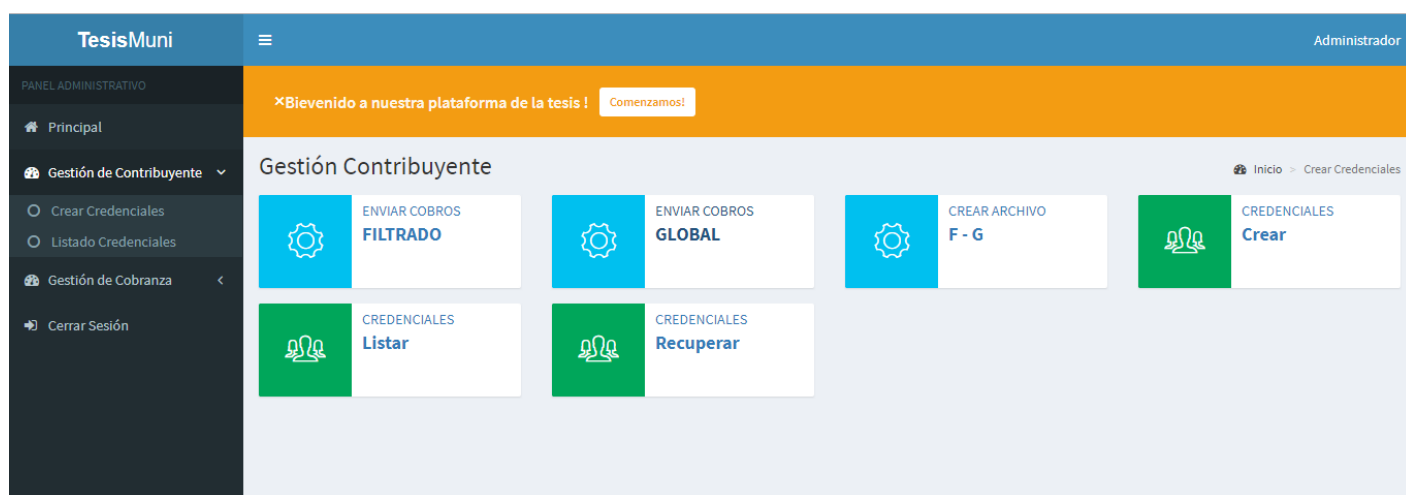 TesisMuni
Administrador
PANEL ADMINISTRATIVO
Principal
Gestión de Contribuyente
Crear Credenciales
Listado Credenciales
Gestión de Cobranza
Cerrar Sesión
×Bievenido a nuestra plataforma de la tesis ! Comenzamos!
Gestión Contribuyente
Inicio > Crear Credenciales
ENVIAR COBROS
FILTRADO
ENVIAR COBROS
GLOBAL
CREAR ARCHIVO
F - G
CREDENCIALES
Crear
CREDENCIALES
Listar
CREDENCIALES
Recuperar